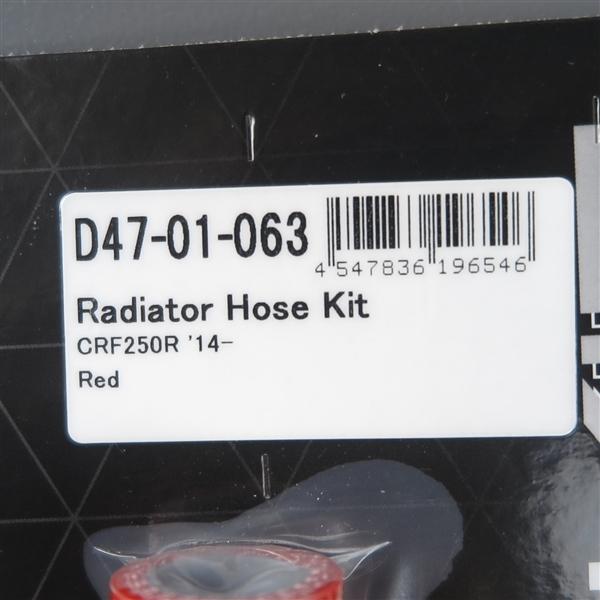 D47-01-063
4 547836 196546
Radiator Hose Kit
CRF250R '14-
Red